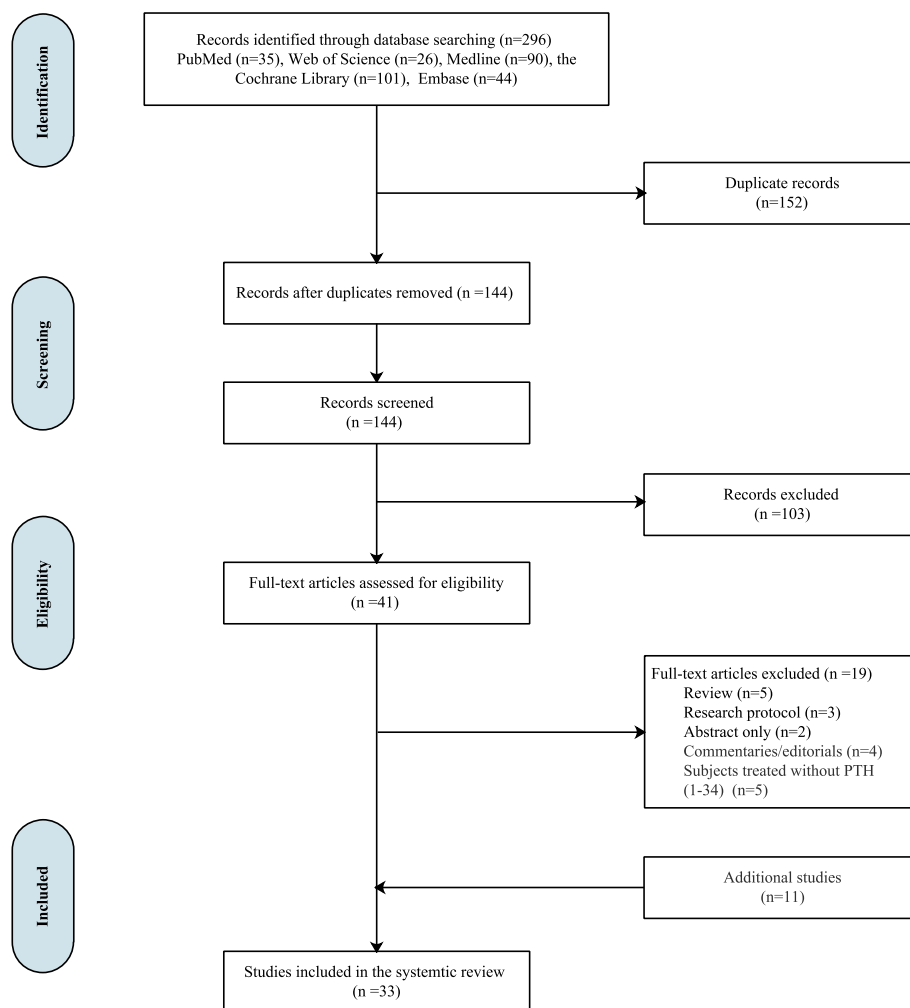 Identification
Records identified through database searching (n=296)
PubMed (n=35), Web of Science (n=26), Medline (n=90), the
Cochrane Library (n=101), Embase (n=44)
Duplicate records
(n=152)
Screening
Records after duplicates removed (n =144)
Records screened
(n =144)
Records excluded
(n =103)
Eligibility
Full-text articles assessed for eligibility
(n =41)
Full-text articles excluded (n =19)
Review (n=5)
Research protocol (n=3)
Abstract only (n=2)
Commentaries/editorials (n=4)
Subjects treated without PTH
(1-34) (n=5)
Included
Additional studies
(n=11)
Studies included in the systemtic review
(n =33)